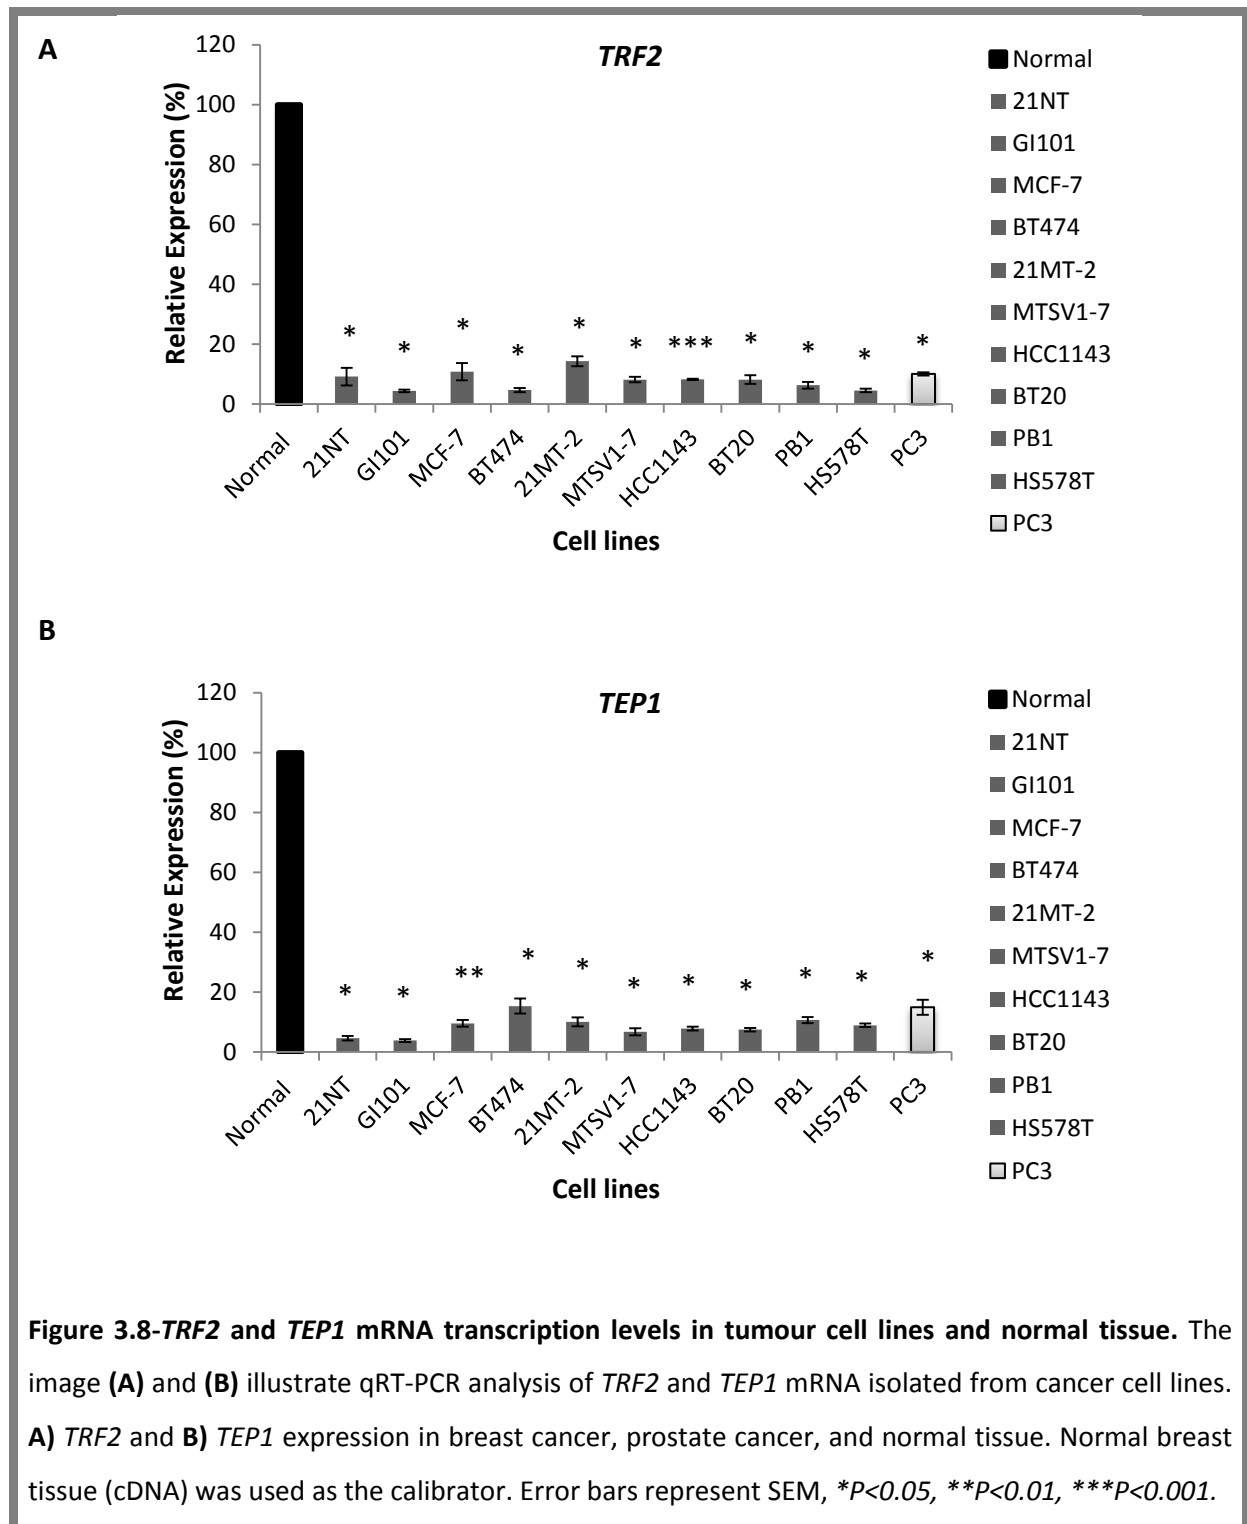 A
TRF2
Relative Expression (%)
120
100
80
60
40
20
0
* * * * * * *** * * * *
Normal
21NT
GI101
MCF-7
BT474
21MT-2
MTSV1-7
HCC1143
BT20
PB1
HS578T
PC3
Cell lines
Normal
21NT
GI101
MCF-7
BT474
21MT-2
MTSV1-7
HCC1143
BT20
PB1
HS578T
PC3
B
TEP1
Relative Expression (%)
120
100
80
60
40
20
0
* * ** * * * * * * * *
Normal
21NT
GI101
MCF-7
BT474
21MT-2
MTSV1-7
HCC1143
BT20
PB1
HS578T
PC3
Cell lines
Normal
21NT
GI101
MCF-7
BT474
21MT-2
MTSV1-7
HCC1143
BT20
PB1
HS578T
PC3
Figure 3.8-TRF2 and TEP1 mRNA transcription levels in tumour cell lines and normal tissue. The
image (A) and (B) illustrate qRT-PCR analysis of TRF2 and TEP1 mRNA isolated from cancer cell lines.
A) TRF2 and B) TEP1 expression in breast cancer, prostate cancer, and normal tissue. Normal breast
tissue (cDNA) was used as the calibrator. Error bars represent SEM, *P<0.05, **P<0.01, ***P<0.001.